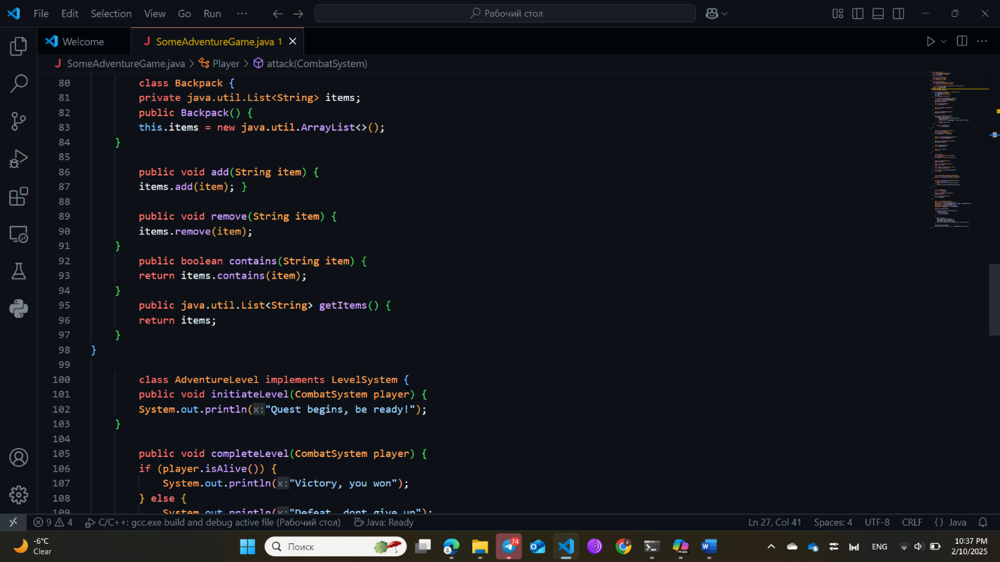 File Edit Selection View Go Run ··· Рабочий стол
Welcome SomeAdventureGame.java 1
SomeAdventureGame.java > Player > attack(CombatSystem)
80 class Backpack {
81 private java.util.List<String> items;
82 public Backpack() {
83 this.items = new java.util.ArrayList<>();
84 }
85
86 public void add(String item) {
87 items.add(item); }
88
89 public void remove(String item) {
90 items.remove(item);
91 }
92 public boolean contains(String item) {
93 return items.contains(item);
94 }
95 public java.util.List<String> getItems() {
96 return items;
97 }
98 }
99
100 class AdventureLevel implements LevelSystem {
101 public void initiateLevel(CombatSystem player) {
102 System.out.println(x:"Quest begins, be ready!");
103 }
104
105 public void completeLevel(CombatSystem player) {
106 if (player.isAlive()) {
107 System.out.println(x:"Victory, you won");
108 } else {
109 System.out.println(x:"Defeat, dont give up");
9 4 C/C++: gcc.exe build and debug active file (Рабочий стол) Java: Ready Ln 27, Col 41 Spaces: 4 UTF-8 CRLF {} Java
-6°C
Clear
Поиск
74
M365
ENG
10:37 PM
2/10/2025